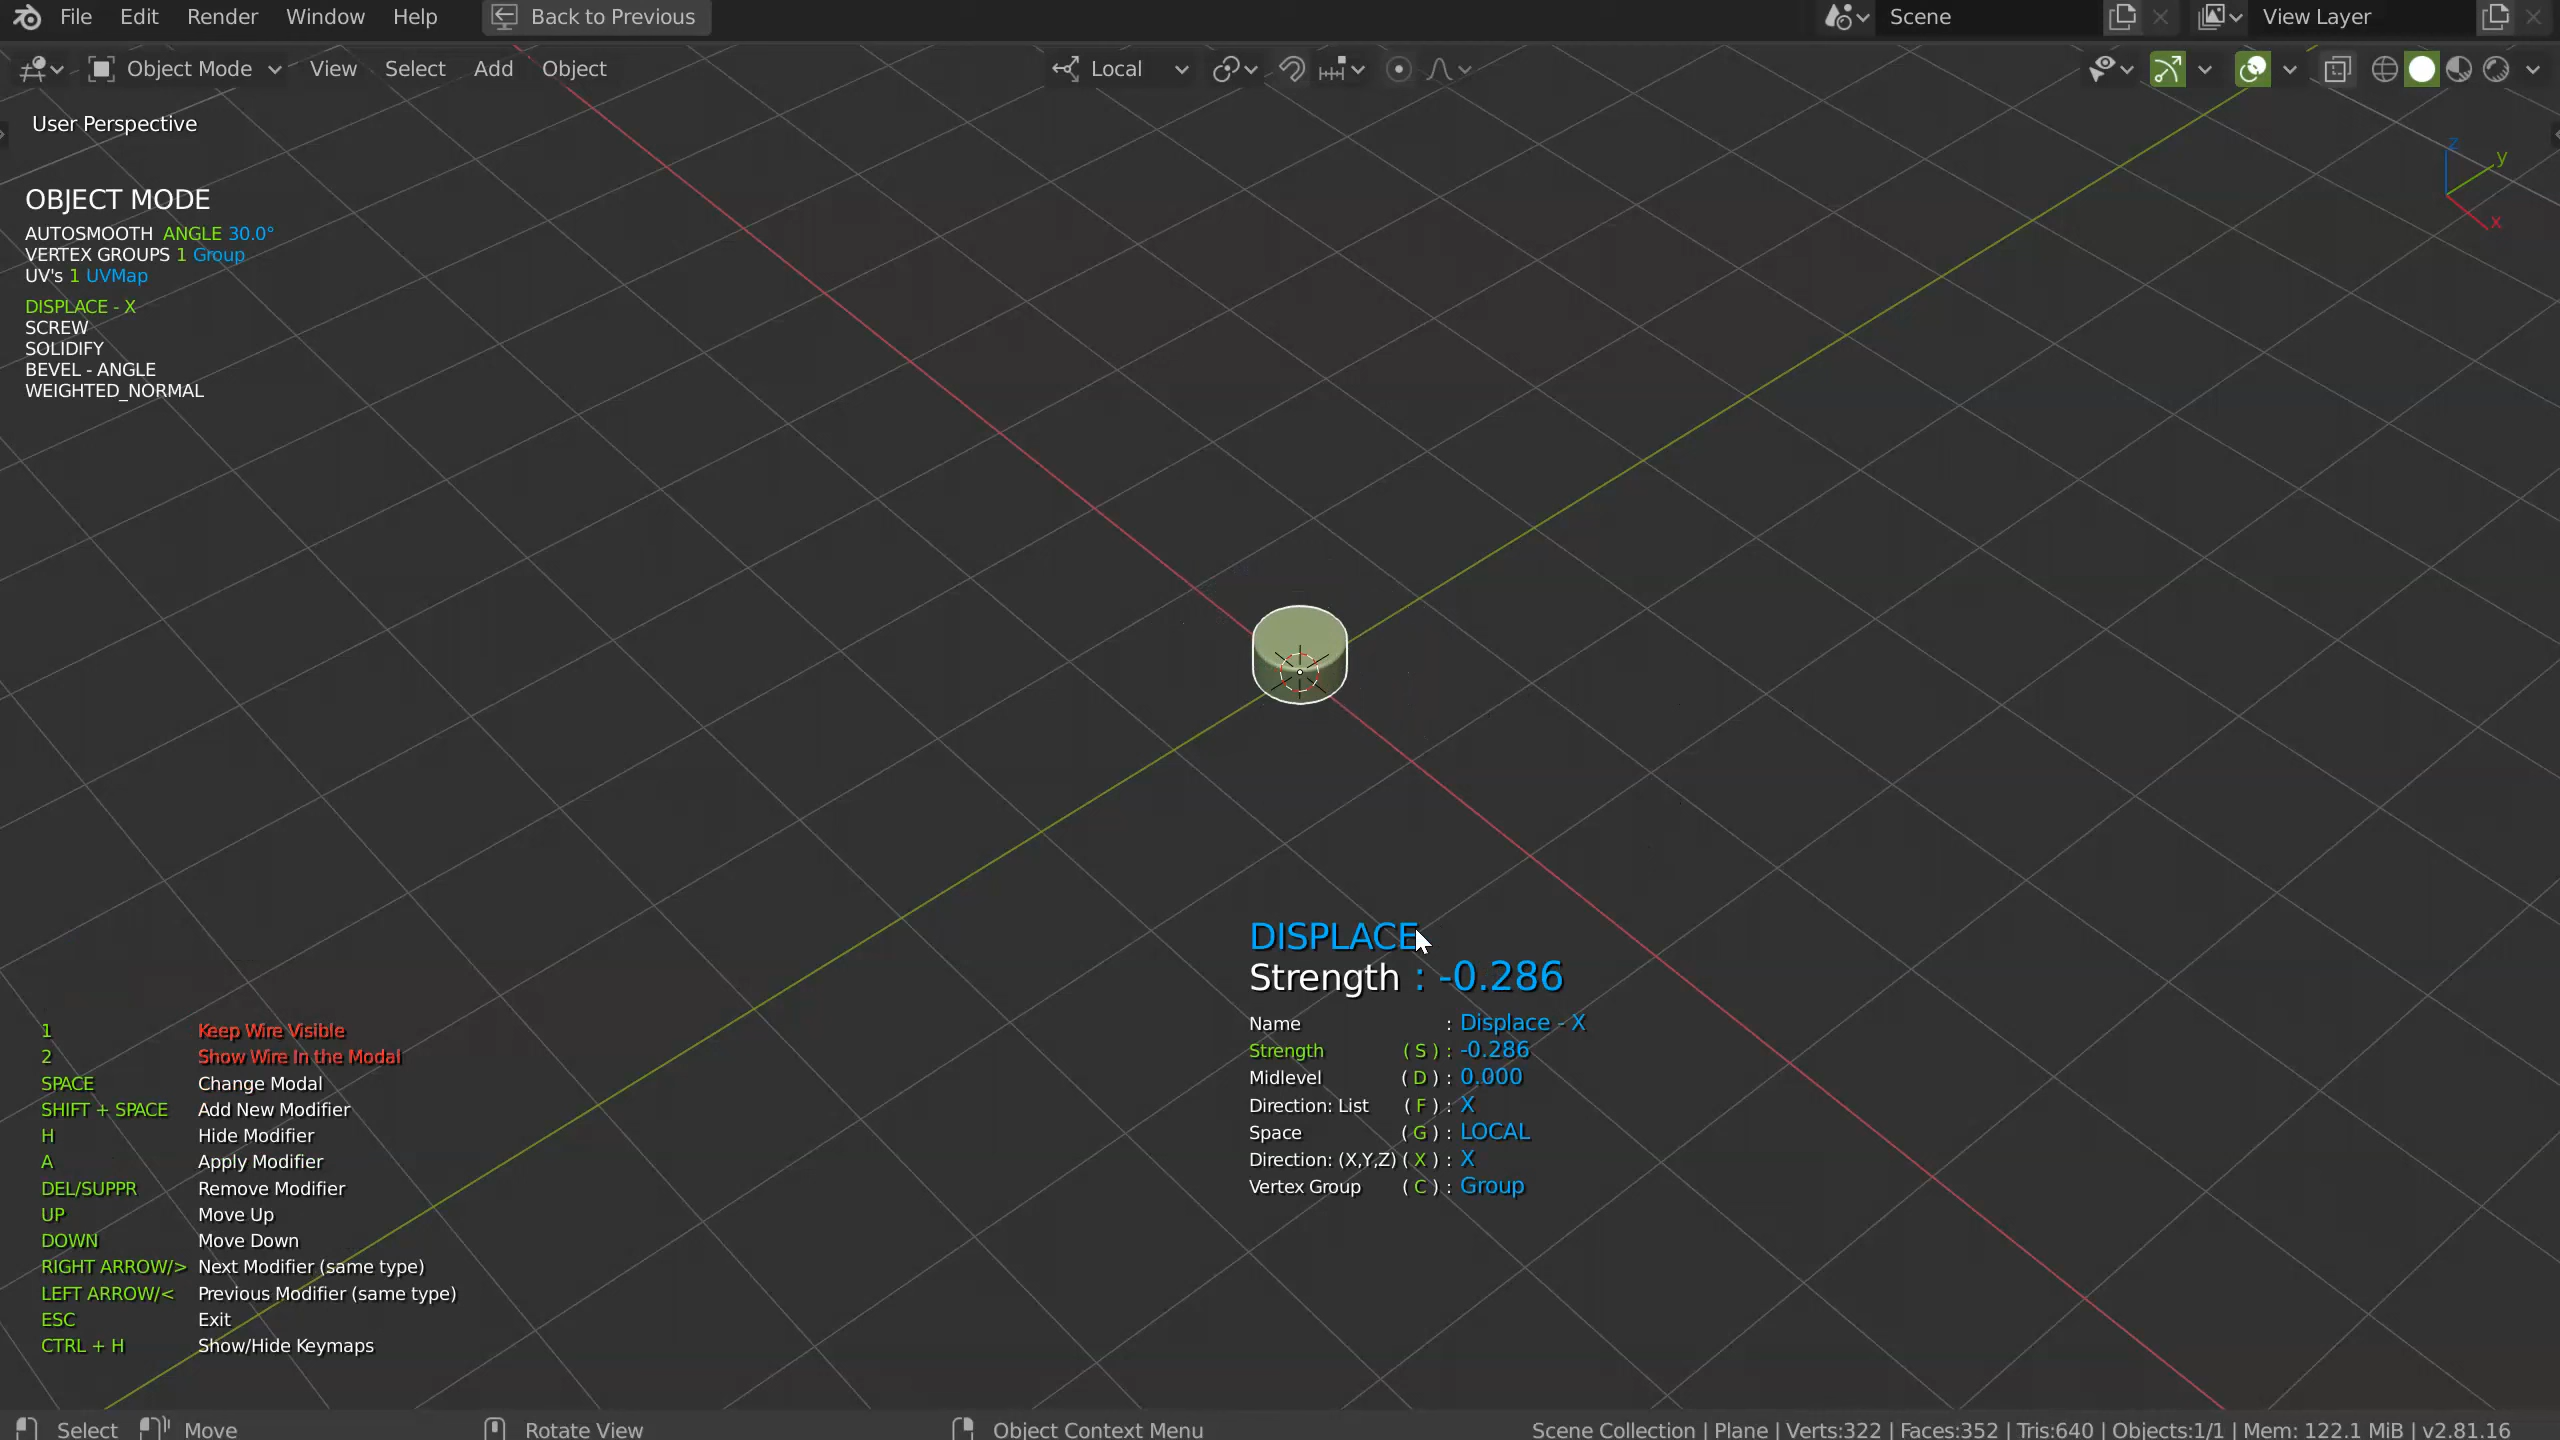 File Edit Render Window Help Back to Previous Scene View Layer
Object Mode View Select Add Object Local
User Perspective
z
y
x
OBJECT MODE
AUTOSMOOTH ANGLE 30.0°
VERTEX GROUPS 1 Group
UV's 1 UVMap
DISPLACE - X
SCREW
SOLIDIFY
BEVEL - ANGLE
WEIGHTED_NORMAL
DISPLACE
Strength : -0.286
Name : Displace - X
Strength ( S ) : -0.286
Midlevel ( D ) : 0.000
Direction: List ( F ) : X
Space ( G ) : LOCAL
Direction: (X,Y,Z) ( X ) : X
Vertex Group ( C ) : Group
1 Keep Wire Visible
2 Show Wire In the Modal
SPACE Change Modal
SHIFT + SPACE Add New Modifier
H Hide Modifier
A Apply Modifier
DEL/SUPPR Remove Modifier
UP Move Up
DOWN Move Down
RIGHT ARROW/> Next Modifier (same type)
LEFT ARROW/< Previous Modifier (same type)
ESC Exit
CTRL + H Show/Hide Keymaps
Select Move Rotate View Object Context Menu Scene Collection | Plane | Verts:322 | Faces:352 | Tris:640 | Objects:1/1 | Mem: 122.1 MiB | v2.81.16